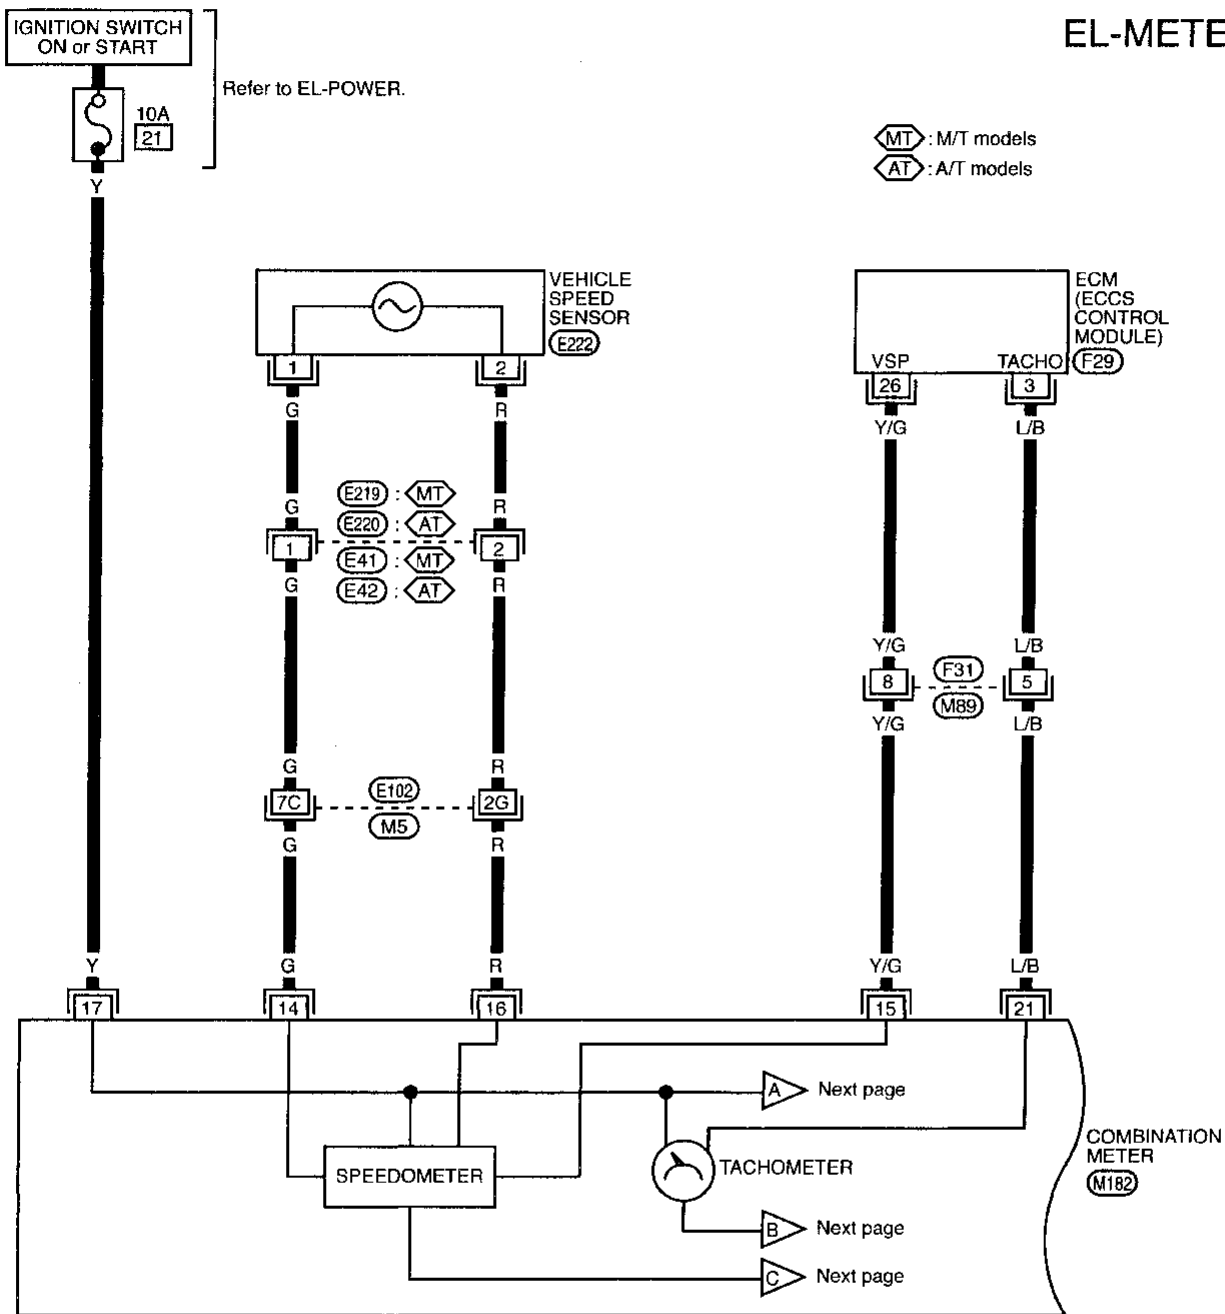 EL-METE
IGNITION SWITCH
ON or START
Refer to EL-POWER.
10A
21
MT : M/T models
AT : A/T models
Y
VEHICLE
SPEED
SENSOR
E222
1
2
ECM
(ECCS
CONTROL
MODULE)
F29
VSP
TACHO
26
3
G
R
Y/G
L/B
E219 : MT
E220 : AT
G
R
1
2
E41 : MT
E42 : AT
G
R
Y/G
L/B
8
F31
5
M89
Y/G
L/B
G
R
7C
E102
2G
M5
G
R
Y
G
R
Y/G
L/B
17
14
16
15
21
A Next page
SPEEDOMETER
TACHOMETER
COMBINATION
METER
M182
B Next page
C Next page